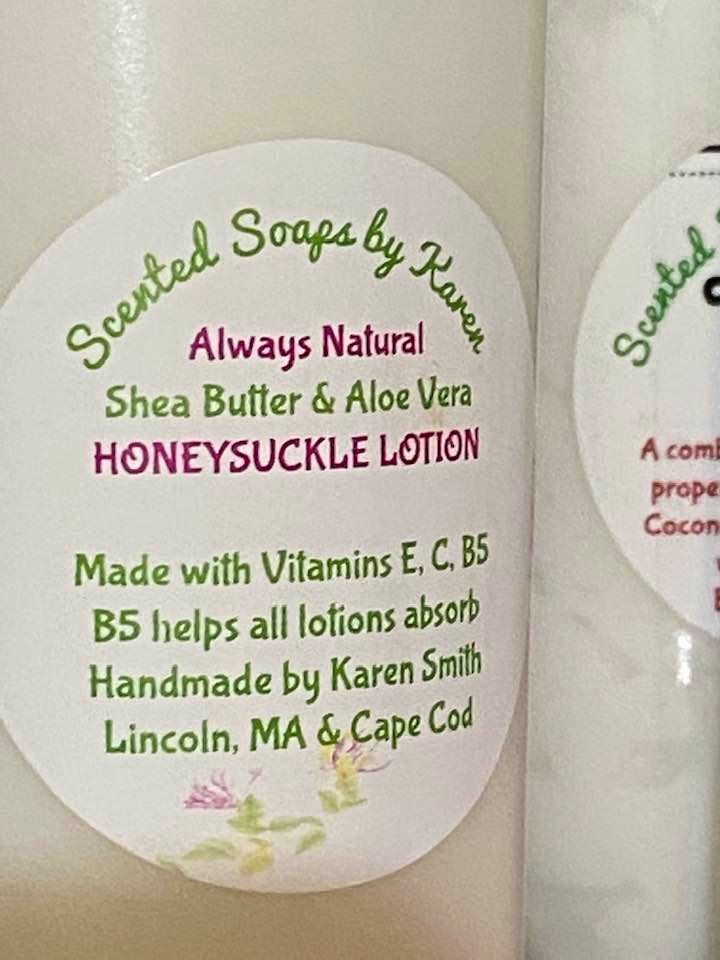 Scented Soaps by Karen
Always Natural
Shea Butter & Aloe Vera
HONEYSUCKLE LOTION
Made with Vitamins E, C, B5
B5 helps all lotions absorb
Handmade by Karen Smith
Lincoln, MA & Cape Cod
Scented
A